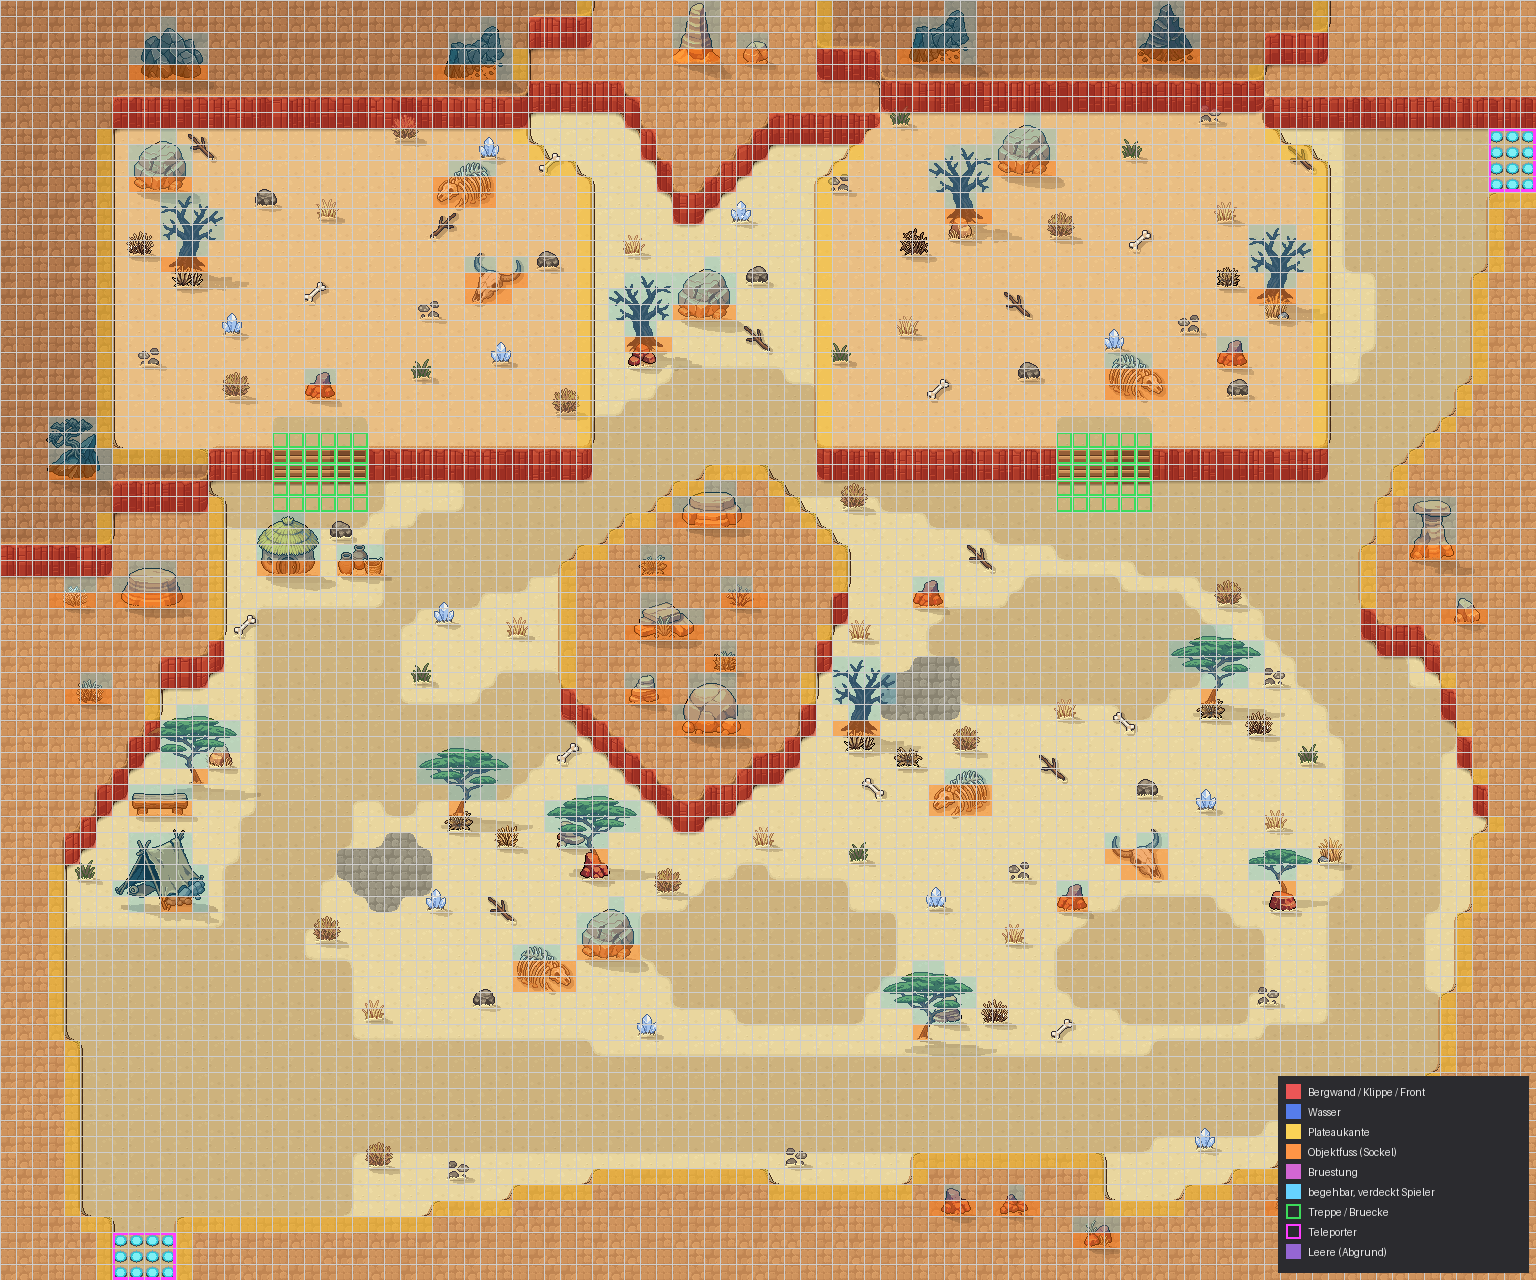 Bergwand / Klippe / Front
Wasser
Plateaukante
Objektfuss (Sockel)
Bruestung
begehbar, verdeckt Spieler
Treppe / Bruecke
Teleporter
Leere (Abgrund)